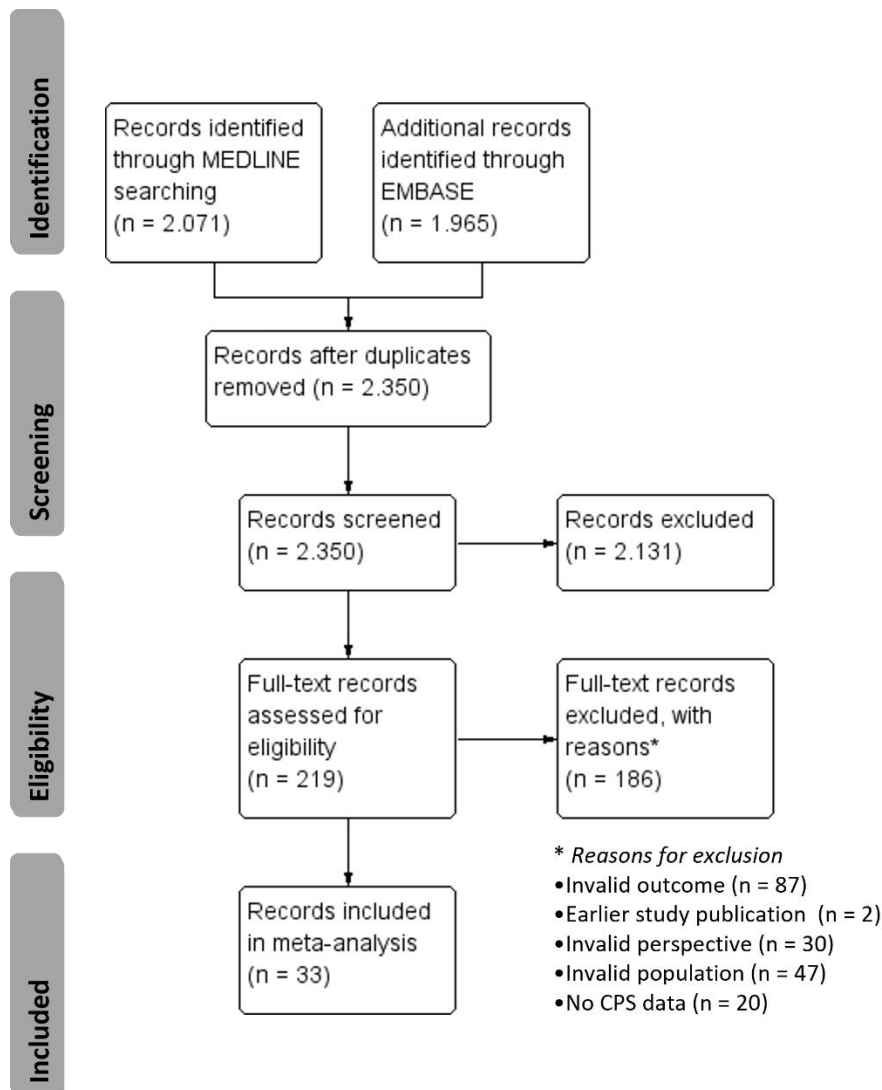 Identification
Records identified
through MEDLINE
searching
(n = 2.071)
Additional records
identified through
EMBASE
(n = 1.965)
Screening
Records after duplicates
removed (n = 2.350)
Records screened
(n = 2.350)
Records excluded
(n = 2.131)
Eligibility
Full-text records
assessed for
eligibility
(n = 219)
Full-text records
excluded, with
reasons*
(n = 186)
Included
Records included
in meta-analysis
(n = 33)
* Reasons for exclusion
•Invalid outcome (n = 87)
•Earlier study publication (n = 2)
•Invalid perspective (n = 30)
•Invalid population (n = 47)
•No CPS data (n = 20)